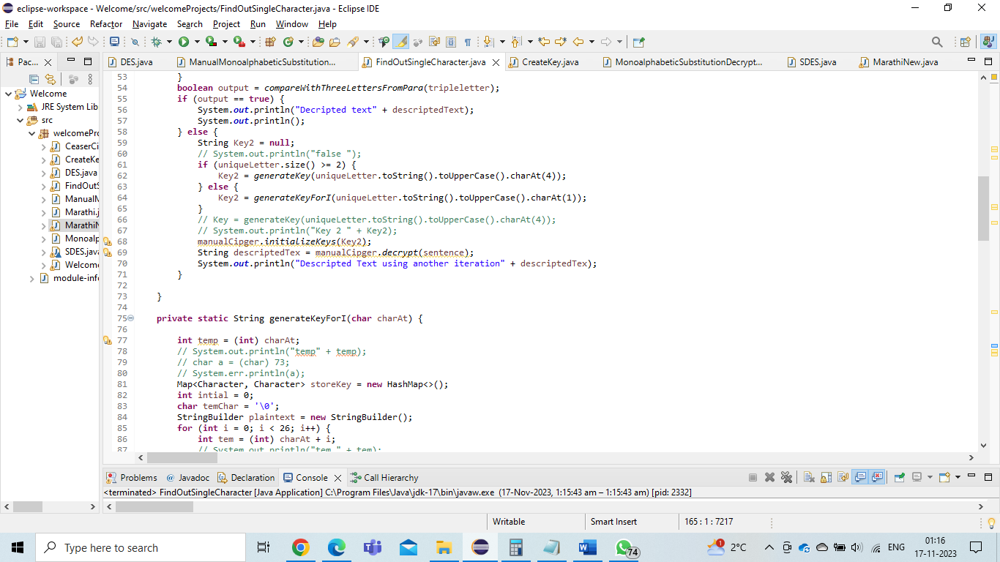 eclipse-workspace - Welcome/src/welcomeProjects/FindOutSingleCharacter.java - Eclipse IDE
File Edit Source Refactor Navigate Search Project Run Window Help
Pac... DES.java ManualMonoalphabeticSubstitution... FindOutSingleCharacter.java CreateKey.java MonoalphabeticSubstitutionDecrypt... SDES.java MarathiNew.java
Welcome
JRE System Lib
src
welcomePro
CeaserCi
CreateKe
DES.java
FindOutS
ManualM
Marathi.j
MarathiN
Monoalp
SDES.java
Welcome
module-info
53 }
54 boolean output = compareWithThreeLettersFromPara(tripleletter);
55 if (output == true) {
56 System.out.println("Decripted text" + descriptedText);
57 System.out.println();
58 } else {
59 String Key2 = null;
60 // System.out.println("false ");
61 if (uniqueLetter.size() >= 2) {
62 Key2 = generateKey(uniqueLetter.toString().toUpperCase().charAt(4));
63 } else {
64 Key2 = generateKeyForI(uniqueLetter.toString().toUpperCase().charAt(1));
65 }
66 // Key = generateKey(uniqueLetter.toString().toUpperCase().charAt(4));
67 // System.out.println("Key 2 " + Key2);
68 manualCipger.initializeKeys(Key2);
69 String descriptedTex = manualCipger.decrypt(sentence);
70 System.out.println("Descripted Text using another iteration" + descriptedTex);
71 }
72
73 }
74
75 private static String generateKeyForI(char charAt) {
76
77 int temp = (int) charAt;
78 // System.out.println("temp" + temp);
79 // char a = (char) 73;
80 // System.err.println(a);
81 Map<Character, Character> storeKey = new HashMap<>();
82 int intial = 0;
83 char temChar = '\0';
84 StringBuilder plaintext = new StringBuilder();
85 for (int i = 0; i < 26; i++) {
86 int tem = (int) charAt + i;
87 // System.out.println("tem " + tem);
Problems @ Javadoc Declaration Console Call Hierarchy
<terminated> FindOutSingleCharacter [Java Application] C:\Program Files\Java\jdk-17\bin\javaw.exe (17-Nov-2023, 1:15:43 am – 1:15:43 am) [pid: 2332]
Writable Smart Insert 165 : 1 : 7217
Type here to search 74 1 2°C ENG 01:16
17-11-2023